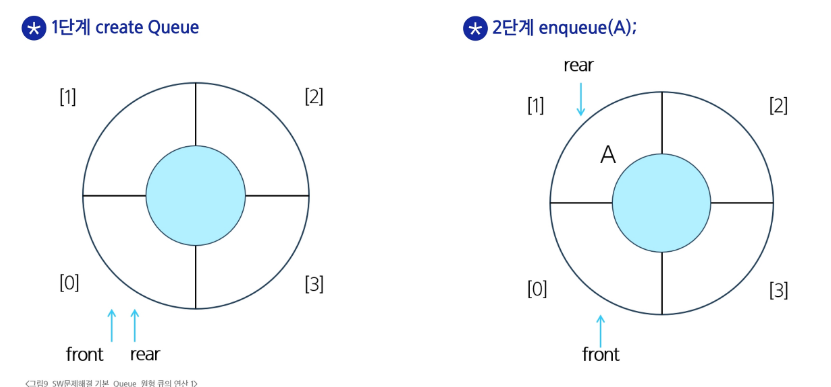 * 1단계 create Queue
* 2단계 enqueue(A);
rear
[1] [2]
[1] [2]
A
[0] [3]
[0] [3]
front rear
front
<그림9 SW문제해결 기본 Queue 원형 큐의 연산 1>